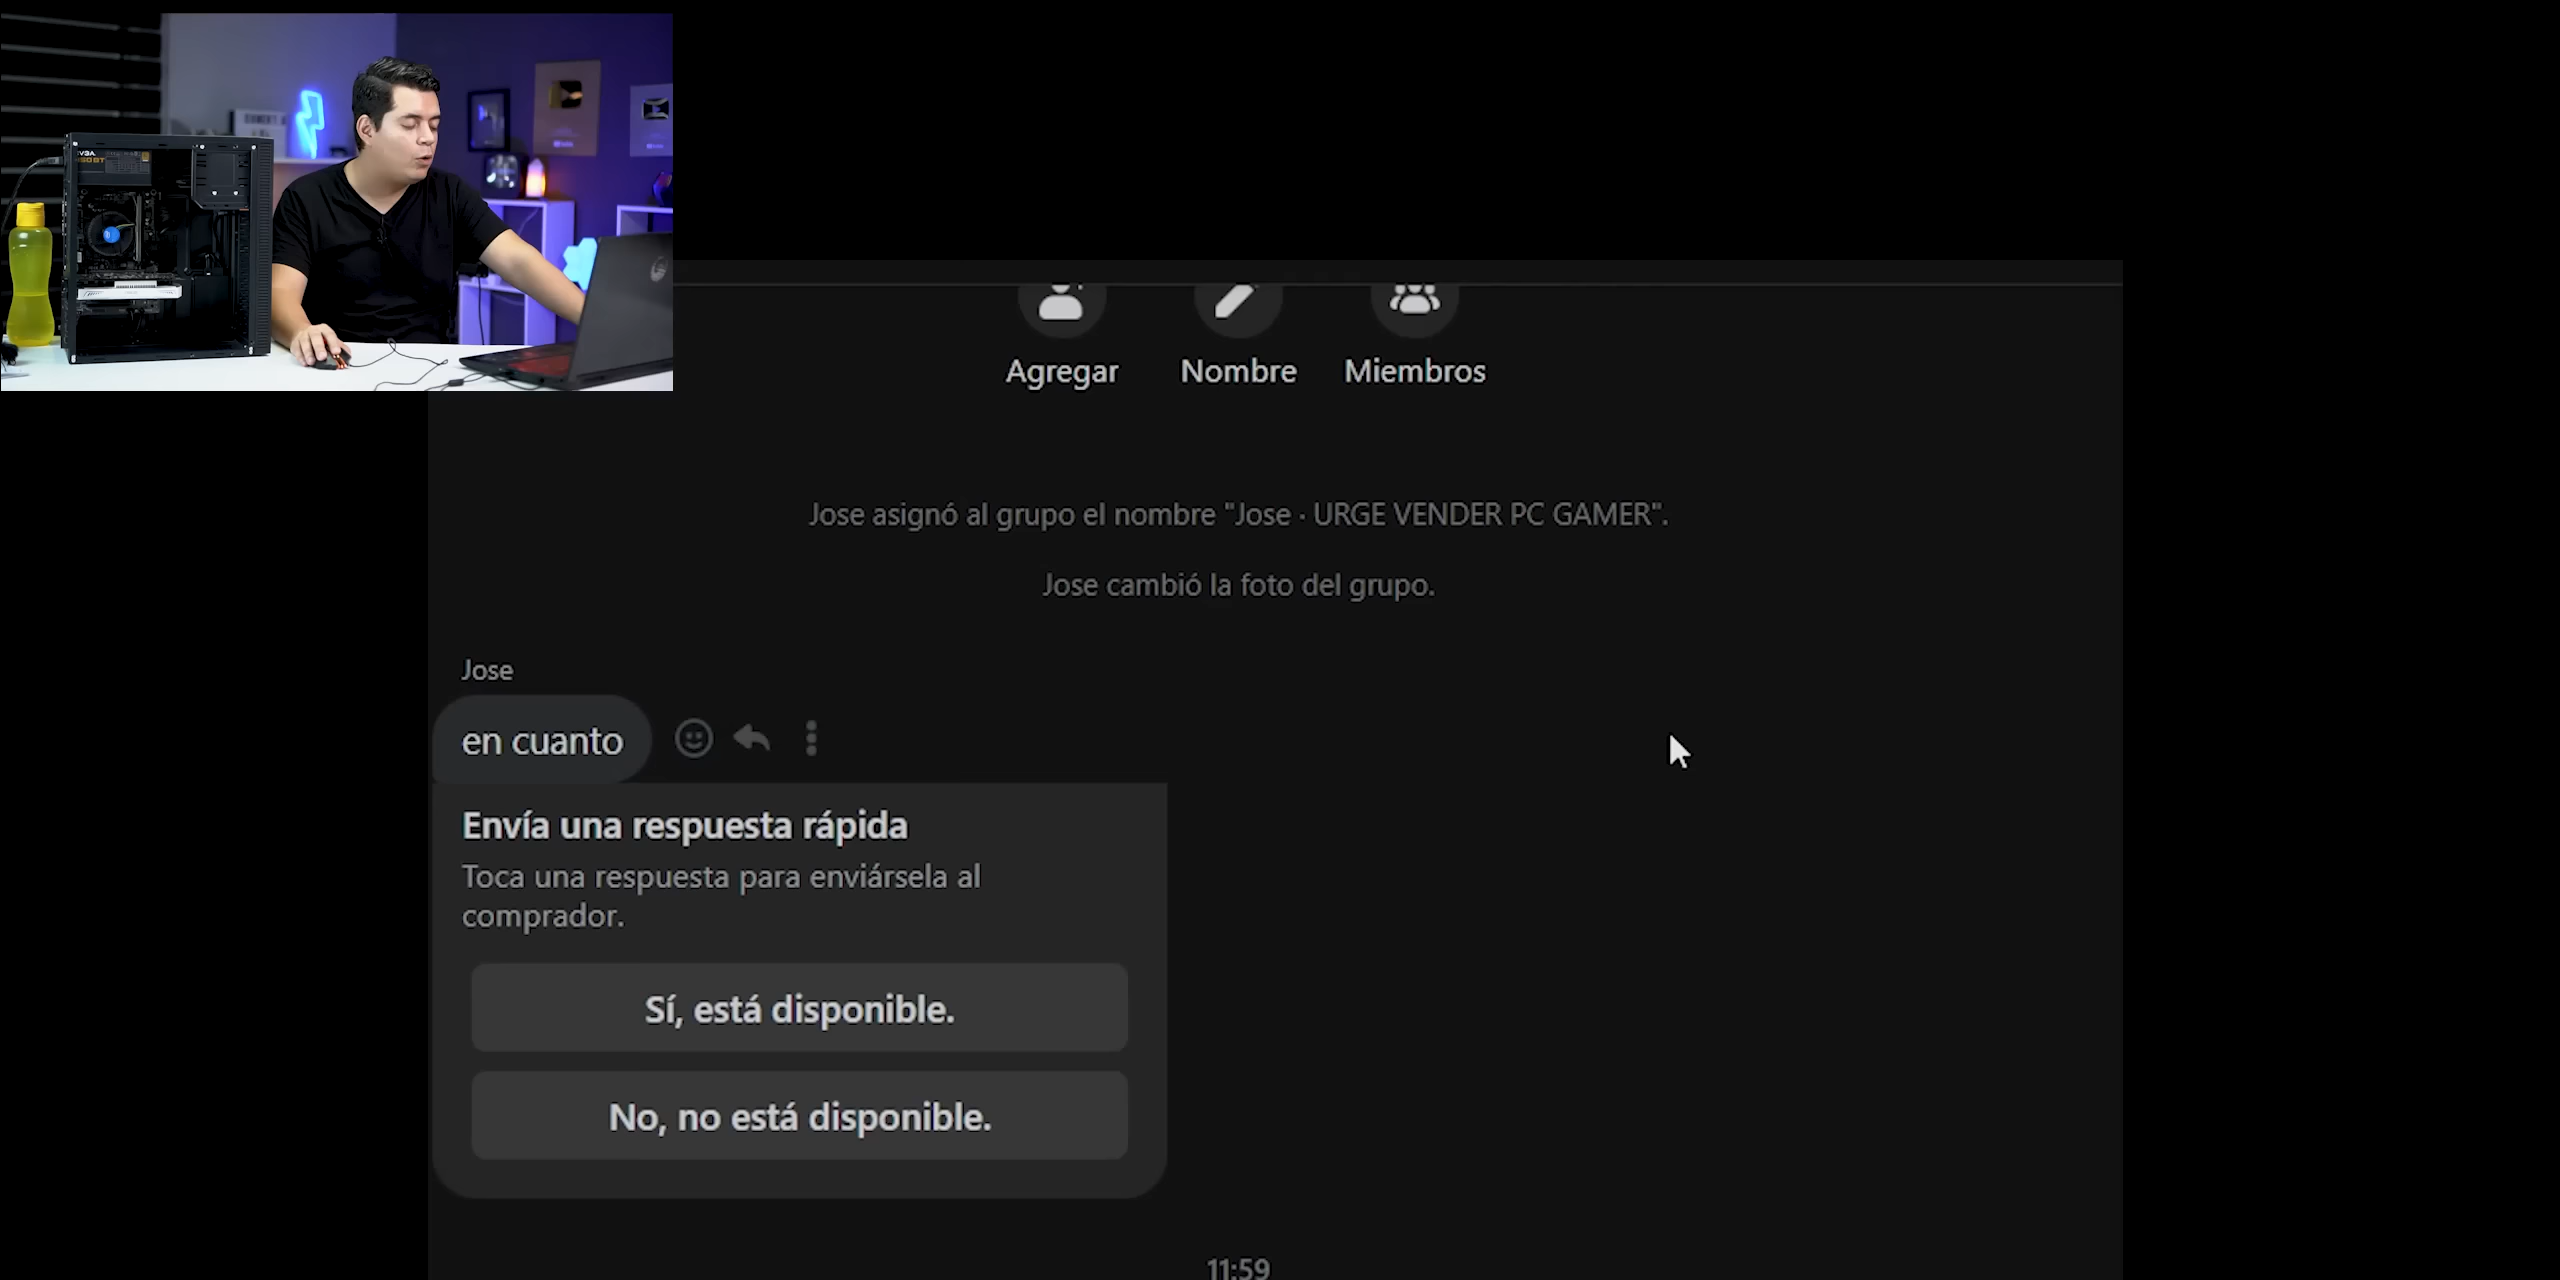 EVGA
Agregar
Nombre
Miembros
Jose asignó al grupo el nombre "Jose · URGE VENDER PC GAMER".
Jose cambió la foto del grupo.
Jose
en cuanto
Envía una respuesta rápida
Toca una respuesta para enviársela al
comprador.
Sí, está disponible.
No, no está disponible.
11:59